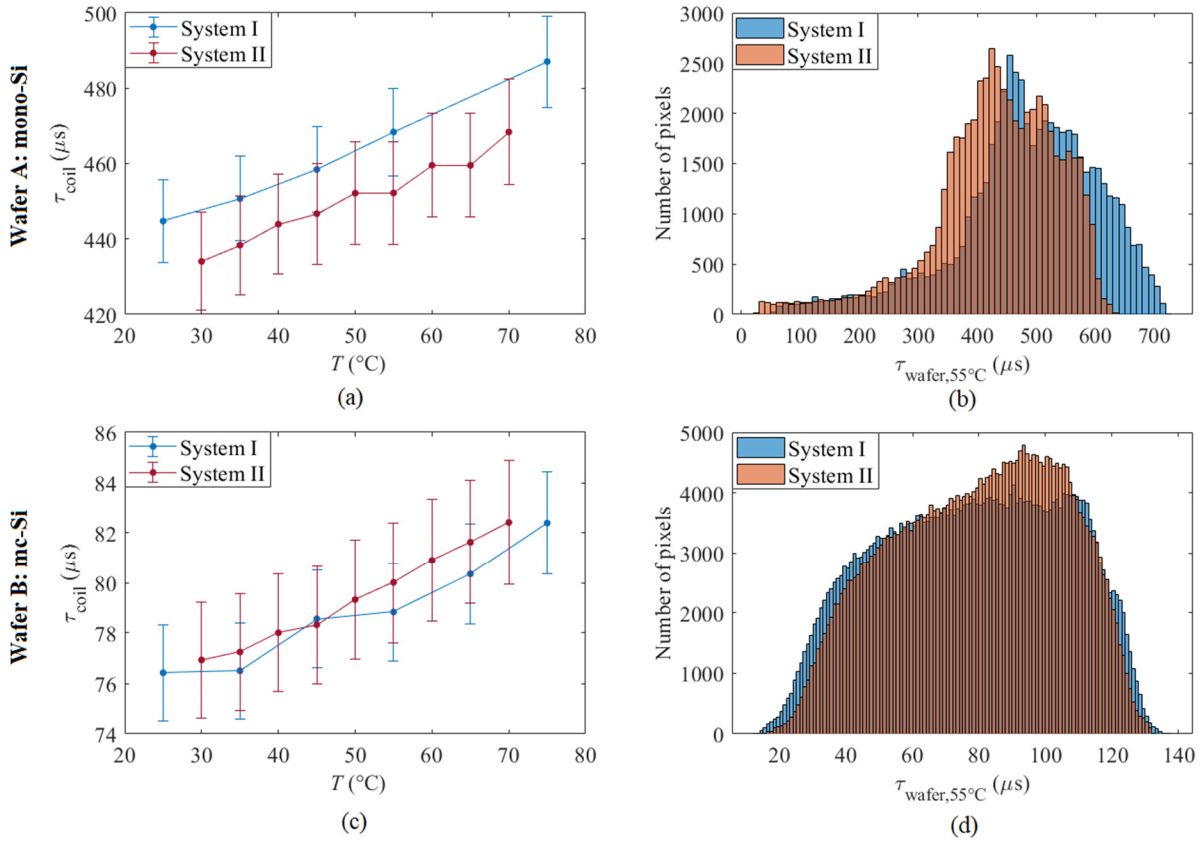 Wafer A: mono-Si
500
480
460
440
420
τcoil (μs)
System I
System II
20 30 40 50 60 70 80
T (°C)
(a)
3000
2500
2000
1500
1000
500
0
Number of pixels
System I
System II
0 100 200 300 400 500 600 700
τwafer,55°C (μs)
(b)
Wafer B: mc-Si
86
84
82
80
78
76
74
τcoil (μs)
System I
System II
20 30 40 50 60 70 80
T (°C)
(c)
5000
4000
3000
2000
1000
0
Number of pixels
System I
System II
20 40 60 80 100 120 140
τwafer,55°C (μs)
(d)